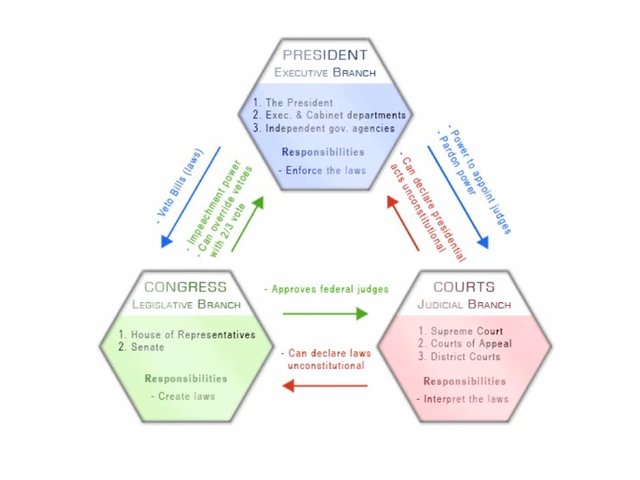 PRESIDENT
EXECUTIVE BRANCH
1. The President
2. Exec. & Cabinet departments
3. Independent gov. agencies
Responsibilities
- Enforce the laws
- Veto Bills (laws)
- Impeachment power
- Can override vetoes
with 2/3 vote
- Can declare presidential
acts unconstitutional
- Power to appoint judges
- Pardon power
CONGRESS
LEGISLATIVE BRANCH
1. House of Representatives
2. Senate
Responsibilities
- Create laws
- Approves federal judges
- Can declare laws
unconstitutional
COURTS
JUDICIAL BRANCH
1. Supreme Court
2. Courts of Appeal
3. District Courts
Responsibilities
- Interpret the laws